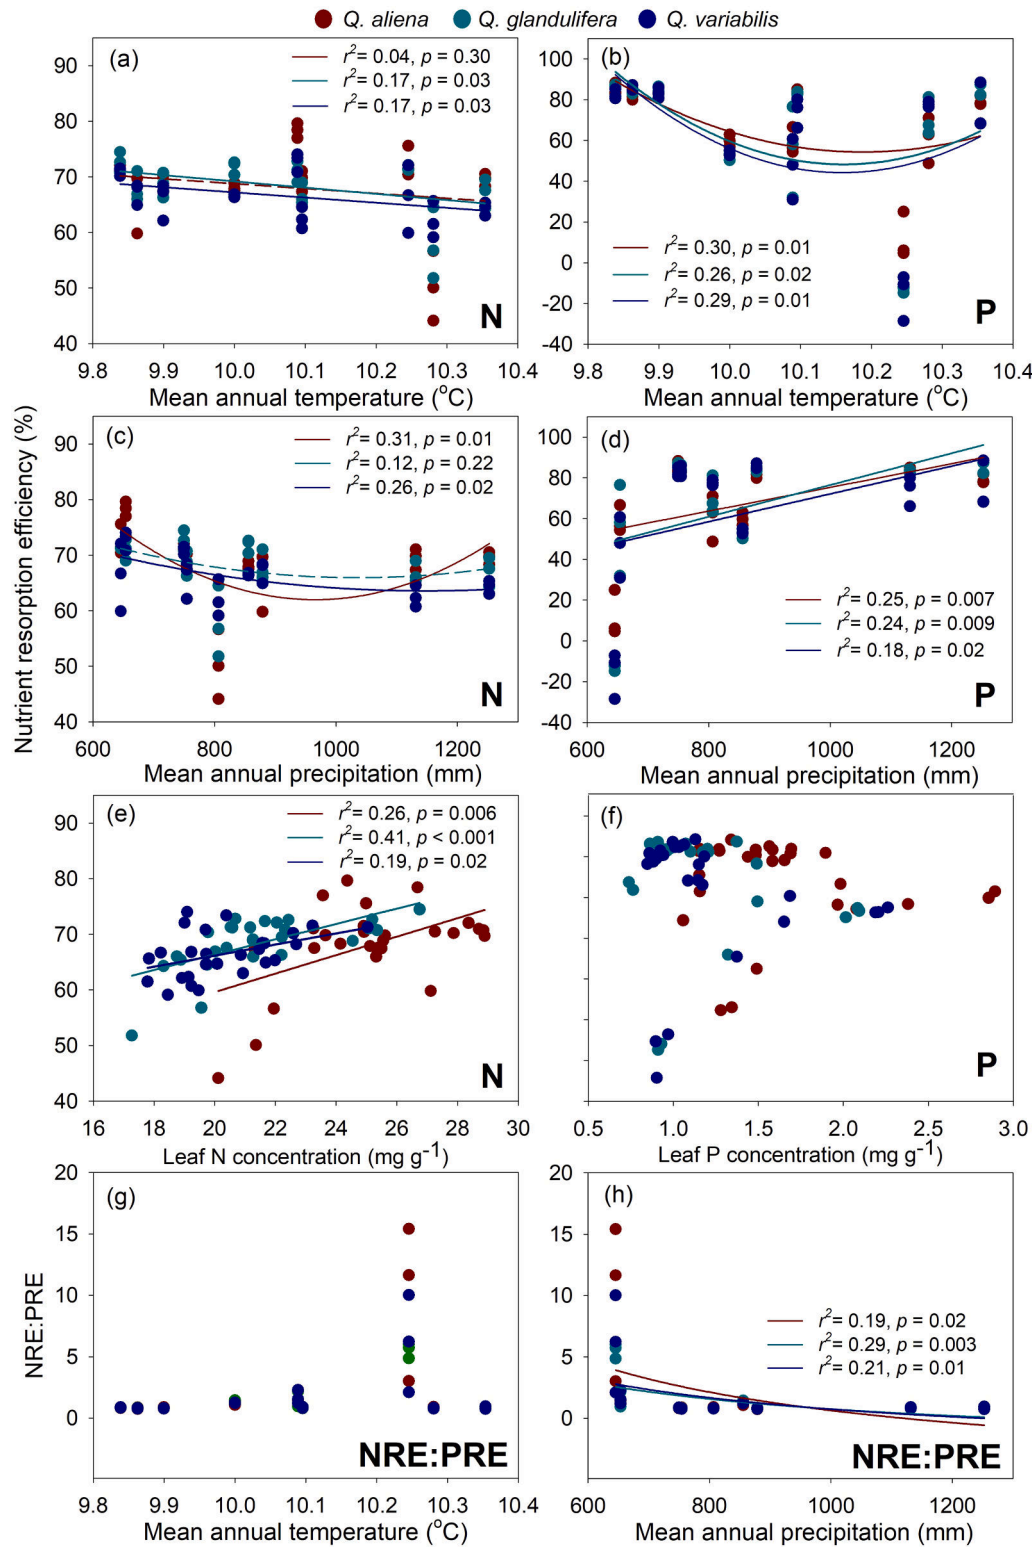 Q. aliena Q. glandulifera Q. variabilis
(a)
r2= 0.04, p = 0.30
r2= 0.17, p = 0.03
r2= 0.17, p = 0.03
90
80
70
60
50
40
N
9.8 9.9 10.0 10.1 10.2 10.3 10.4
Mean annual temperature (oC)
(b)
100
80
60
40
20
0
-20
-40
r2= 0.30, p = 0.01
r2= 0.26, p = 0.02
r2= 0.29, p = 0.01
P
9.8 9.9 10.0 10.1 10.2 10.3 10.4
Mean annual temperature (oC)
Nutrient resorption efficiency (%)
(c)
r2= 0.31, p = 0.01
r2= 0.12, p = 0.22
r2= 0.26, p = 0.02
90
80
70
60
50
40
N
600 800 1000 1200
Mean annual precipitation (mm)
(d)
100
80
60
40
20
0
-20
-40
r2= 0.25, p = 0.007
r2= 0.24, p = 0.009
r2= 0.18, p = 0.02
P
600 800 1000 1200
Mean annual precipitation (mm)
(e)
r2= 0.26, p = 0.006
r2= 0.41, p < 0.001
r2= 0.19, p = 0.02
90
80
70
60
50
40
N
16 18 20 22 24 26 28 30
Leaf N concentration (mg g-1)
(f)
P
0.5 1.0 1.5 2.0 2.5 3.0
Leaf P concentration (mg g-1)
NRE:PRE
(g)
20
15
10
5
0
NRE:PRE
9.8 9.9 10.0 10.1 10.2 10.3 10.4
Mean annual temperature (oC)
(h)
20
15
10
5
0
r2= 0.19, p = 0.02
r2= 0.29, p = 0.003
r2= 0.21, p = 0.01
NRE:PRE
600 800 1000 1200
Mean annual precipitation (mm)